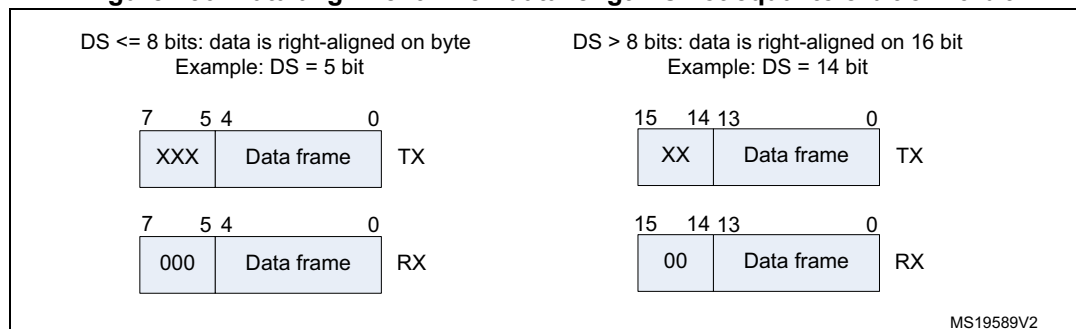 DS <= 8 bits: data is right-aligned on byte
Example: DS = 5 bit
7 5 4 0
XXX Data frame TX
7 5 4 0
000 Data frame RX
DS > 8 bits: data is right-aligned on 16 bit
Example: DS = 14 bit
15 14 13 0
XX Data frame TX
15 14 13 0
00 Data frame RX
MS19589V2